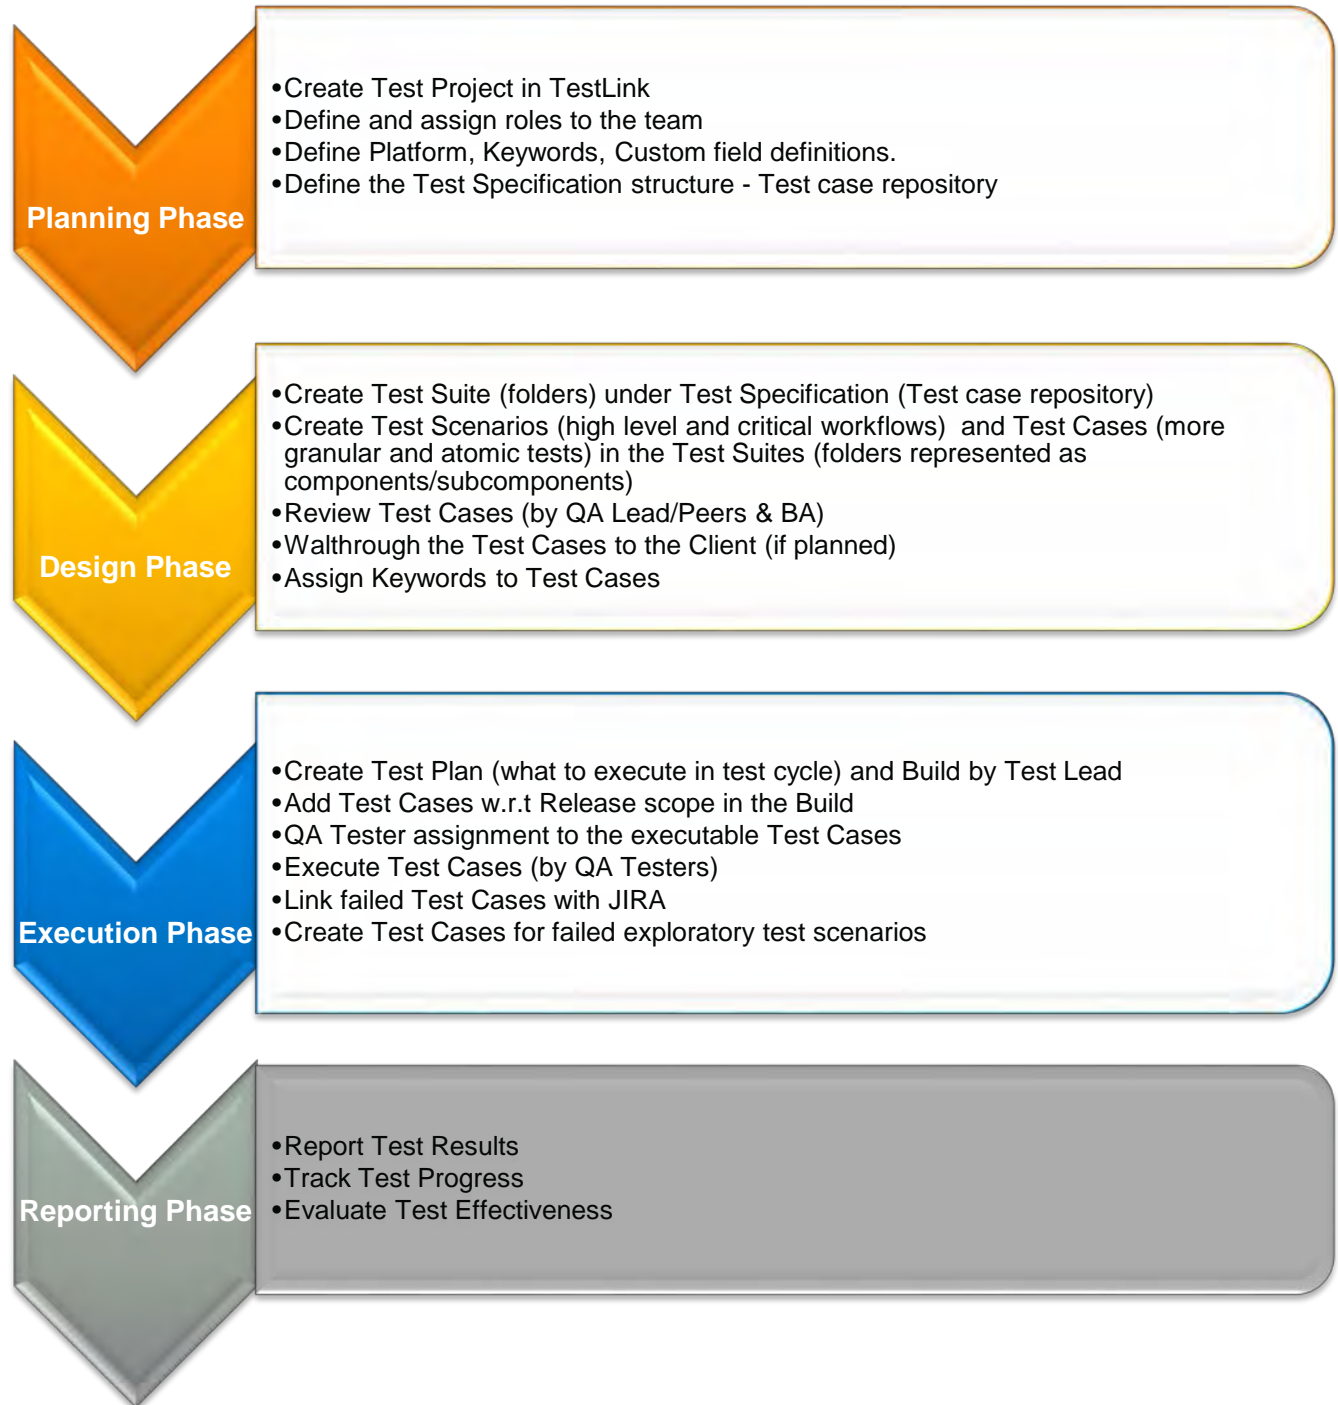 Planning Phase
•Create Test Project in TestLink
•Define and assign roles to the team
•Define Platform, Keywords, Custom field definitions.
•Define the Test Specification structure - Test case repository
Design Phase
•Create Test Suite (folders) under Test Specification (Test case repository)
•Create Test Scenarios (high level and critical workflows)  and Test Cases (more
granular and atomic tests) in the Test Suites (folders represented as
components/subcomponents)
•Review Test Cases (by QA Lead/Peers & BA)
•Walthrough the Test Cases to the Client (if planned)
•Assign Keywords to Test Cases
Execution Phase
•Create Test Plan (what to execute in test cycle) and Build by Test Lead
•Add Test Cases w.r.t Release scope in the Build
•QA Tester assignment to the executable Test Cases
•Execute Test Cases (by QA Testers)
•Link failed Test Cases with JIRA
•Create Test Cases for failed exploratory test scenarios
Reporting Phase
•Report Test Results
•Track Test Progress
•Evaluate Test Effectiveness